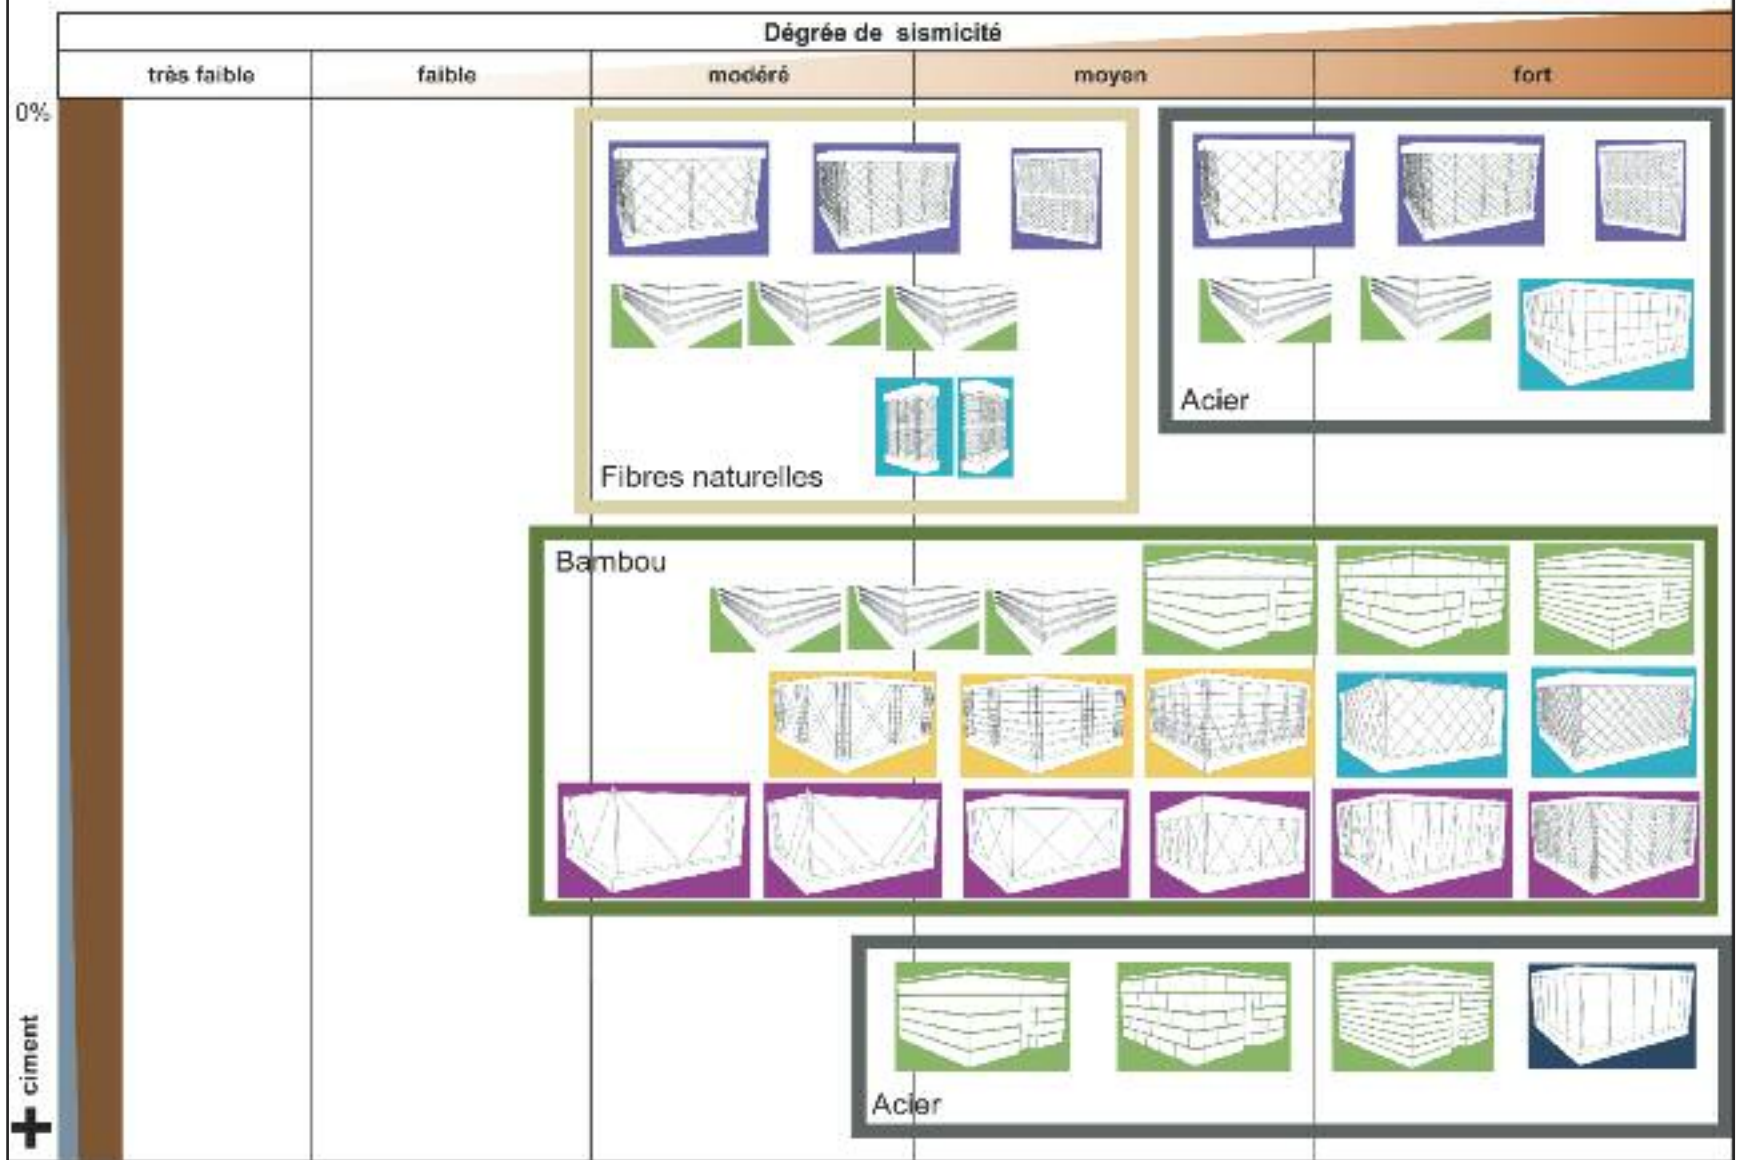 Dégrée de sismicité
très faible
faible
modéré
moyen
fort
0%
Acier
Fibres naturelles
Bambou
Acier
+ ciment